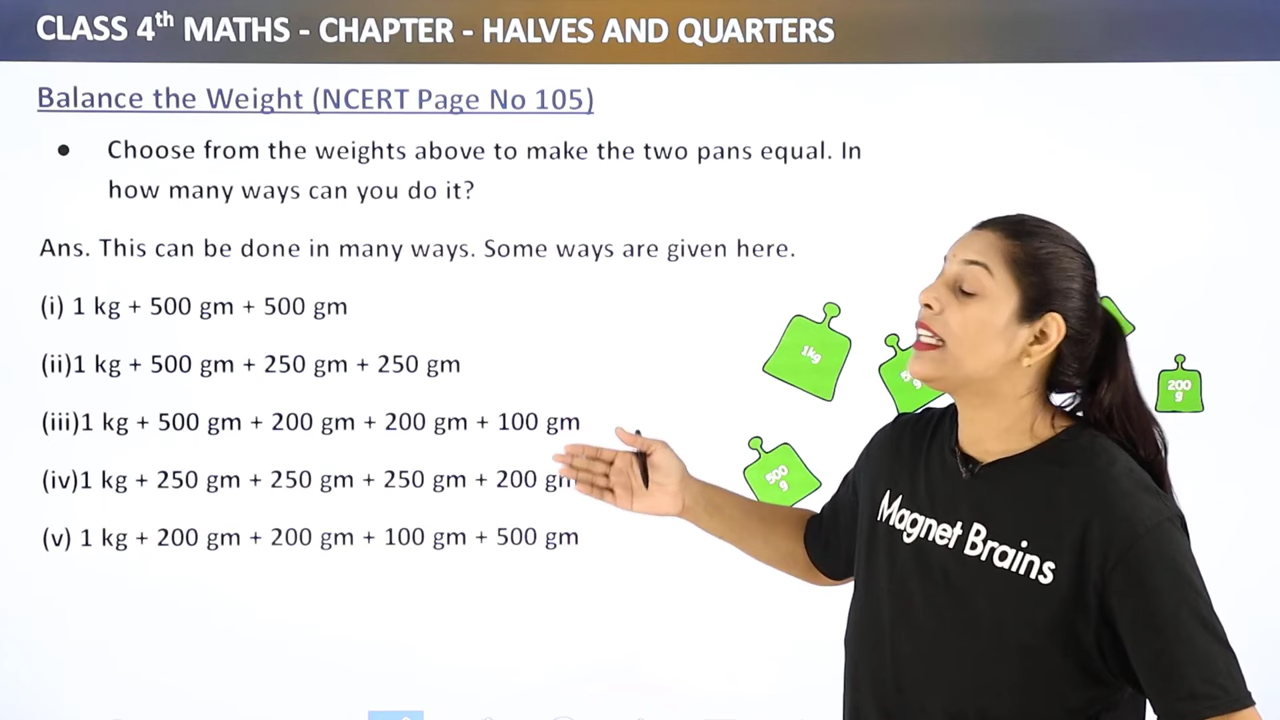 CLASS 4th MATHS - CHAPTER - HALVES AND QUARTERS
Balance the Weight (NCERT Page No 105)
● Choose from the weights above to make the two pans equal. In
how many ways can you do it?
Ans. This can be done in many ways. Some ways are given here.
(i) 1 kg + 500 gm + 500 gm
(ii)1 kg + 500 gm + 250 gm + 250 gm
(iii)1 kg + 500 gm + 200 gm + 200 gm + 100 gm
(iv)1 kg + 250 gm + 250 gm + 250 gm + 200 gm
(v) 1 kg + 200 gm + 200 gm + 100 gm + 500 gm
1kg
200
g
500
g
Magnet Brains